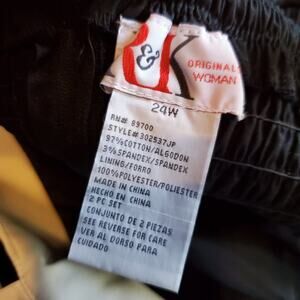 & K
ORIGINAL
WOMAN
24W
RN# 89700
STYLE# 302537JP
97%COTTON/ALGODON
3%SPANDEX/SPANDEX
LINING/FORRO
100%POLYESTER/POLIESTER
MADE IN CHINA
HECHO EN CHINA
2 PC SET
CONJUNTO DE 2 PIEZAS
SEE REVERSE FOR CARE
VER AL DORSO PARA
CUIDADO